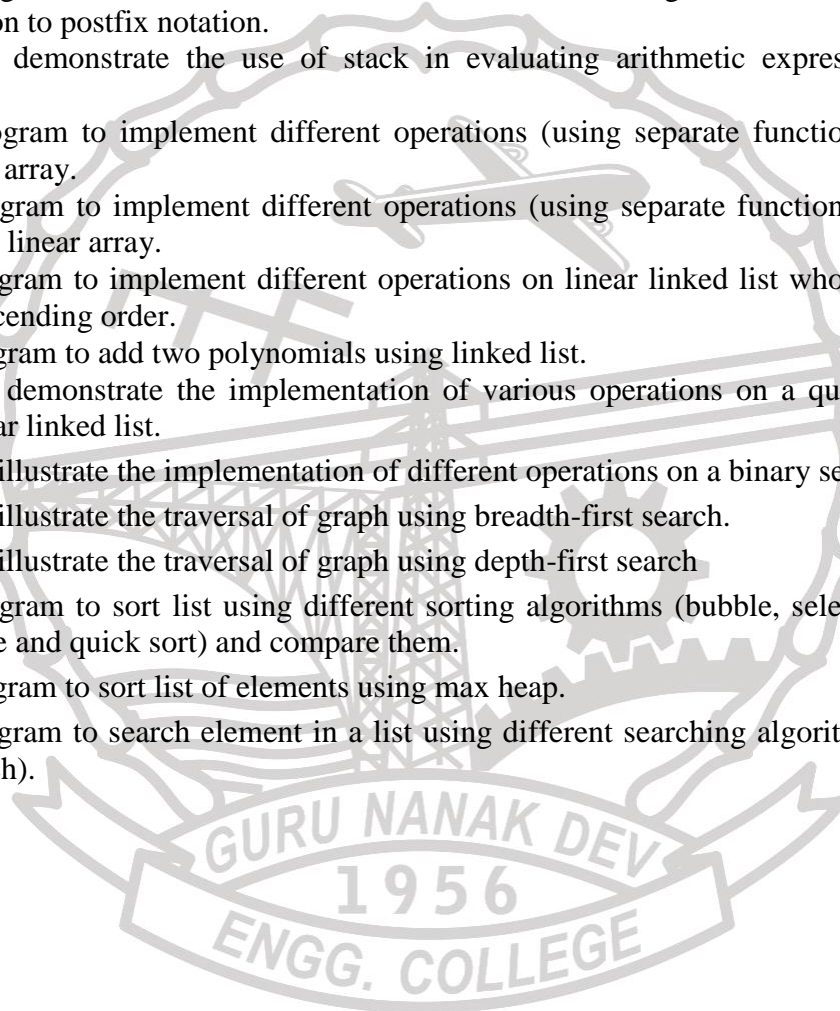 on to postfix notation.
demonstrate the use of stack in evaluating arithmetic expres
ogram to implement different operations (using separate functio
array.
gram to implement different operations (using separate function
linear array.
gram to implement different operations on linear linked list who
cending order.
gram to add two polynomials using linked list.
demonstrate the implementation of various operations on a qu
ar linked list.
illustrate the implementation of different operations on a binary se
illustrate the traversal of graph using breadth-first search.
illustrate the traversal of graph using depth-first search
gram to sort list using different sorting algorithms (bubble, sele
e and quick sort) and compare them.
gram to sort list of elements using max heap.
gram to search element in a list using different searching algorit
h).
GURU NANAK DEV
1956
ENGG. COLLEGE